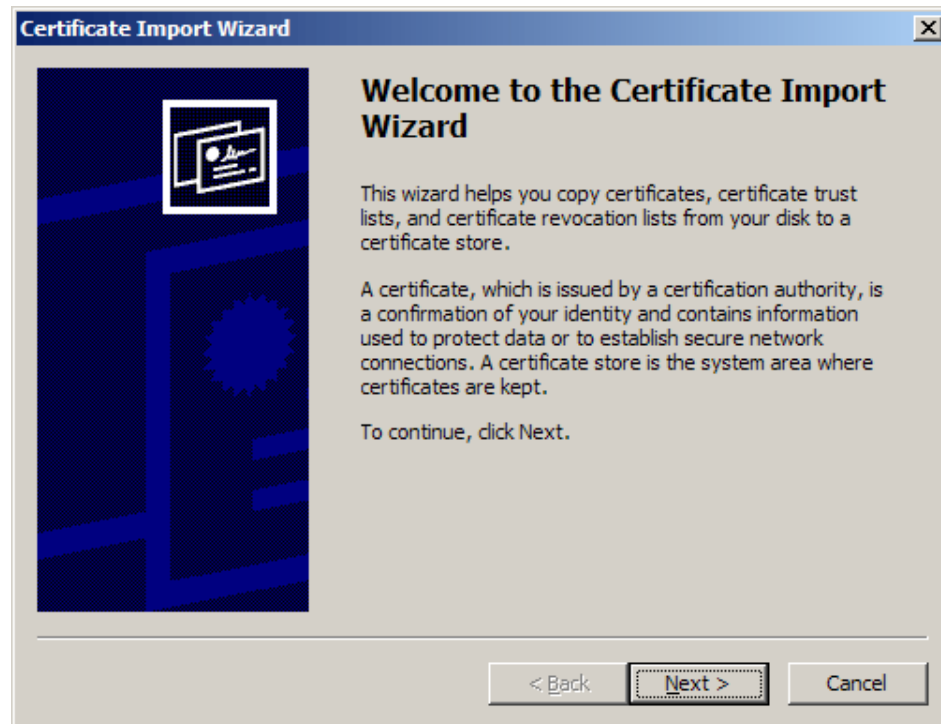 Certificate Import Wizard
Welcome to the Certificate Import
Wizard
This wizard helps you copy certificates, certificate trust
lists, and certificate revocation lists from your disk to a
certificate store.
A certificate, which is issued by a certification authority, is
a confirmation of your identity and contains information
used to protect data or to establish secure network
connections. A certificate store is the system area where
certificates are kept.
To continue, click Next.
< Back
Next >
Cancel